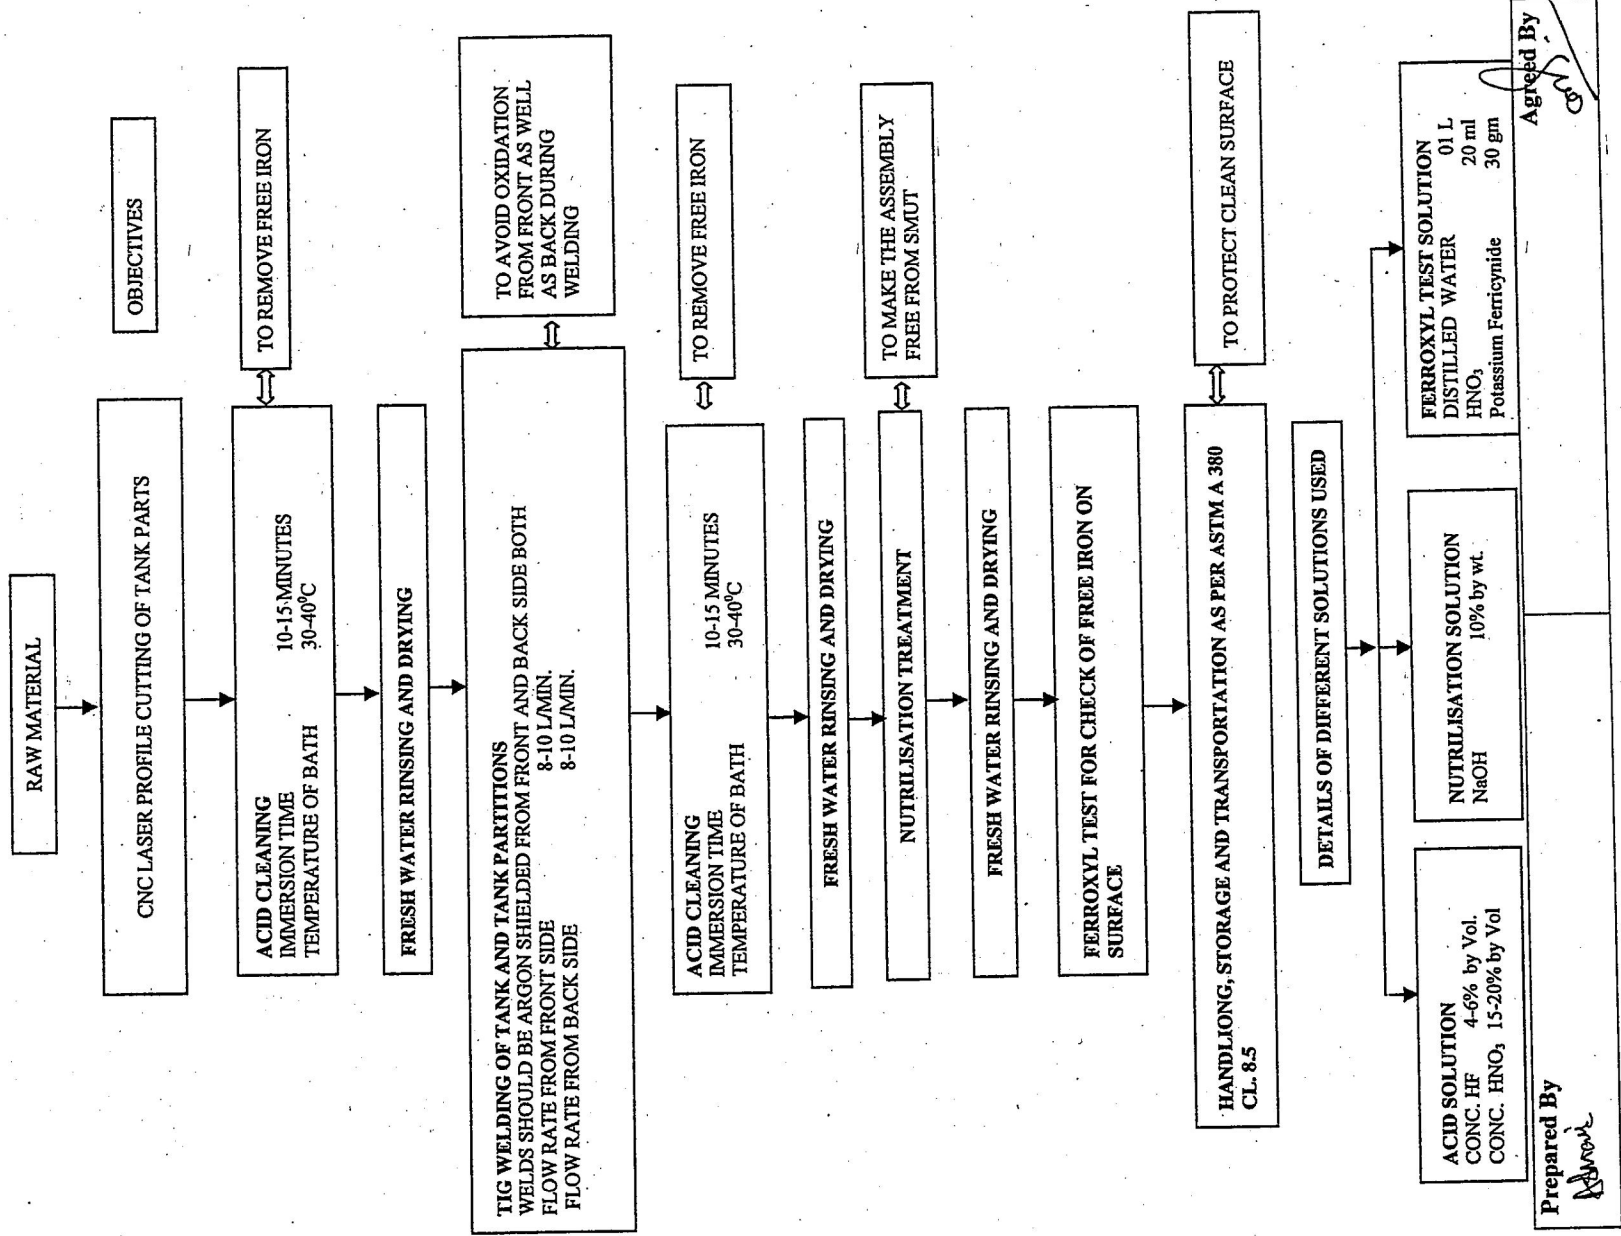 RAW MATERIAL
OBJECTIVES
CNC LASER PROFILE CUTTING OF TANK PARTS
ACID CLEANING
IMMERSION TIME 10-15 MINUTES
TEMPERATURE OF BATH 30-40⁰C
TO REMOVE FREE IRON
FRESH WATER RINSING AND DRYING
TIG WELDING OF TANK AND TANK PARTITIONS
WELDS SHOULD BE ARGON SHIELDED FROM FRONT AND BACK SIDE BOTH
FLOW RATE FROM FRONT SIDE 8-10 L/MIN.
FLOW RATE FROM BACK SIDE 8-10 L/MIN.
TO AVOID OXIDATION
FROM FRONT AS WELL
AS BACK DURING
WELDING
ACID CLEANING
IMMERSION TIME 10-15 MINUTES
TEMPERATURE OF BATH 30-40⁰C
TO REMOVE FREE IRON
FRESH WATER RINSING AND DRYING
NUTRILISATION TREATMENT
TO MAKE THE ASSEMBLY
FREE FROM SMUT
FRESH WATER RINSING AND DRYING
FERROXYL TEST FOR CHECK OF FREE IRON ON
SURFACE
HANDLIONG, STORAGE AND TRANSPORTATION AS PER ASTM A 380
CL. 8.5
TO PROTECT CLEAN SURFACE
DETAILS OF DIFFERENT SOLUTIONS USED
ACID SOLUTION
CONC. HF 4-6% by Vol.
CONC. HNO₃ 15-20% by Vol
NUTRILISATION SOLUTION
NaOH 10% by wt.
FERROXYL TEST SOLUTION
DISTILLED WATER 01 L
HNO₃ 20 ml
Potassium Ferricynide 30 gm
Prepared By
Agreed By